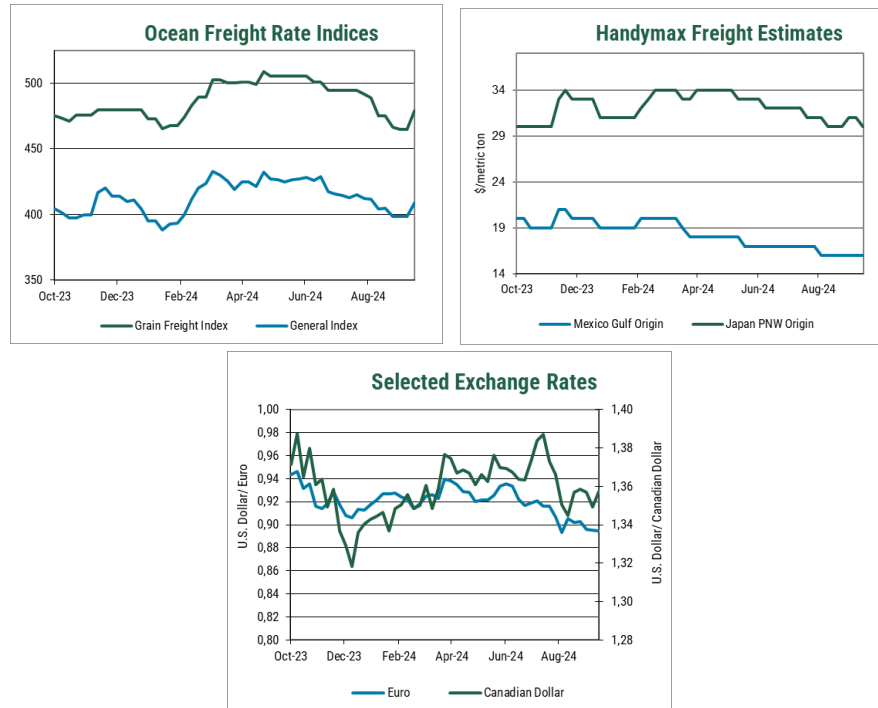 Ocean Freight Rate Indices
500
450
400
350
Oct-23 Dec-23 Feb-24 Apr-24 Jun-24 Aug-24
Grain Freight Index General Index
Handymax Freight Estimates
$/metric ton
34
29
24
19
14
Oct-23 Dec-23 Feb-24 Apr-24 Jun-24 Aug-24
Mexico Gulf Origin Japan PNW Origin
Selected Exchange Rates
U.S. Dollar/ Euro
1,00
0,98
0,96
0,94
0,92
0,90
0,88
0,86
0,84
0,82
0,80
1,40
1,38
1,36
1,34
1,32
1,30
1,28
U.S. Dollar/ Canadian Dollar
Oct-23 Dec-23 Feb-24 Apr-24 Jun-24 Aug-24
Euro Canadian Dollar